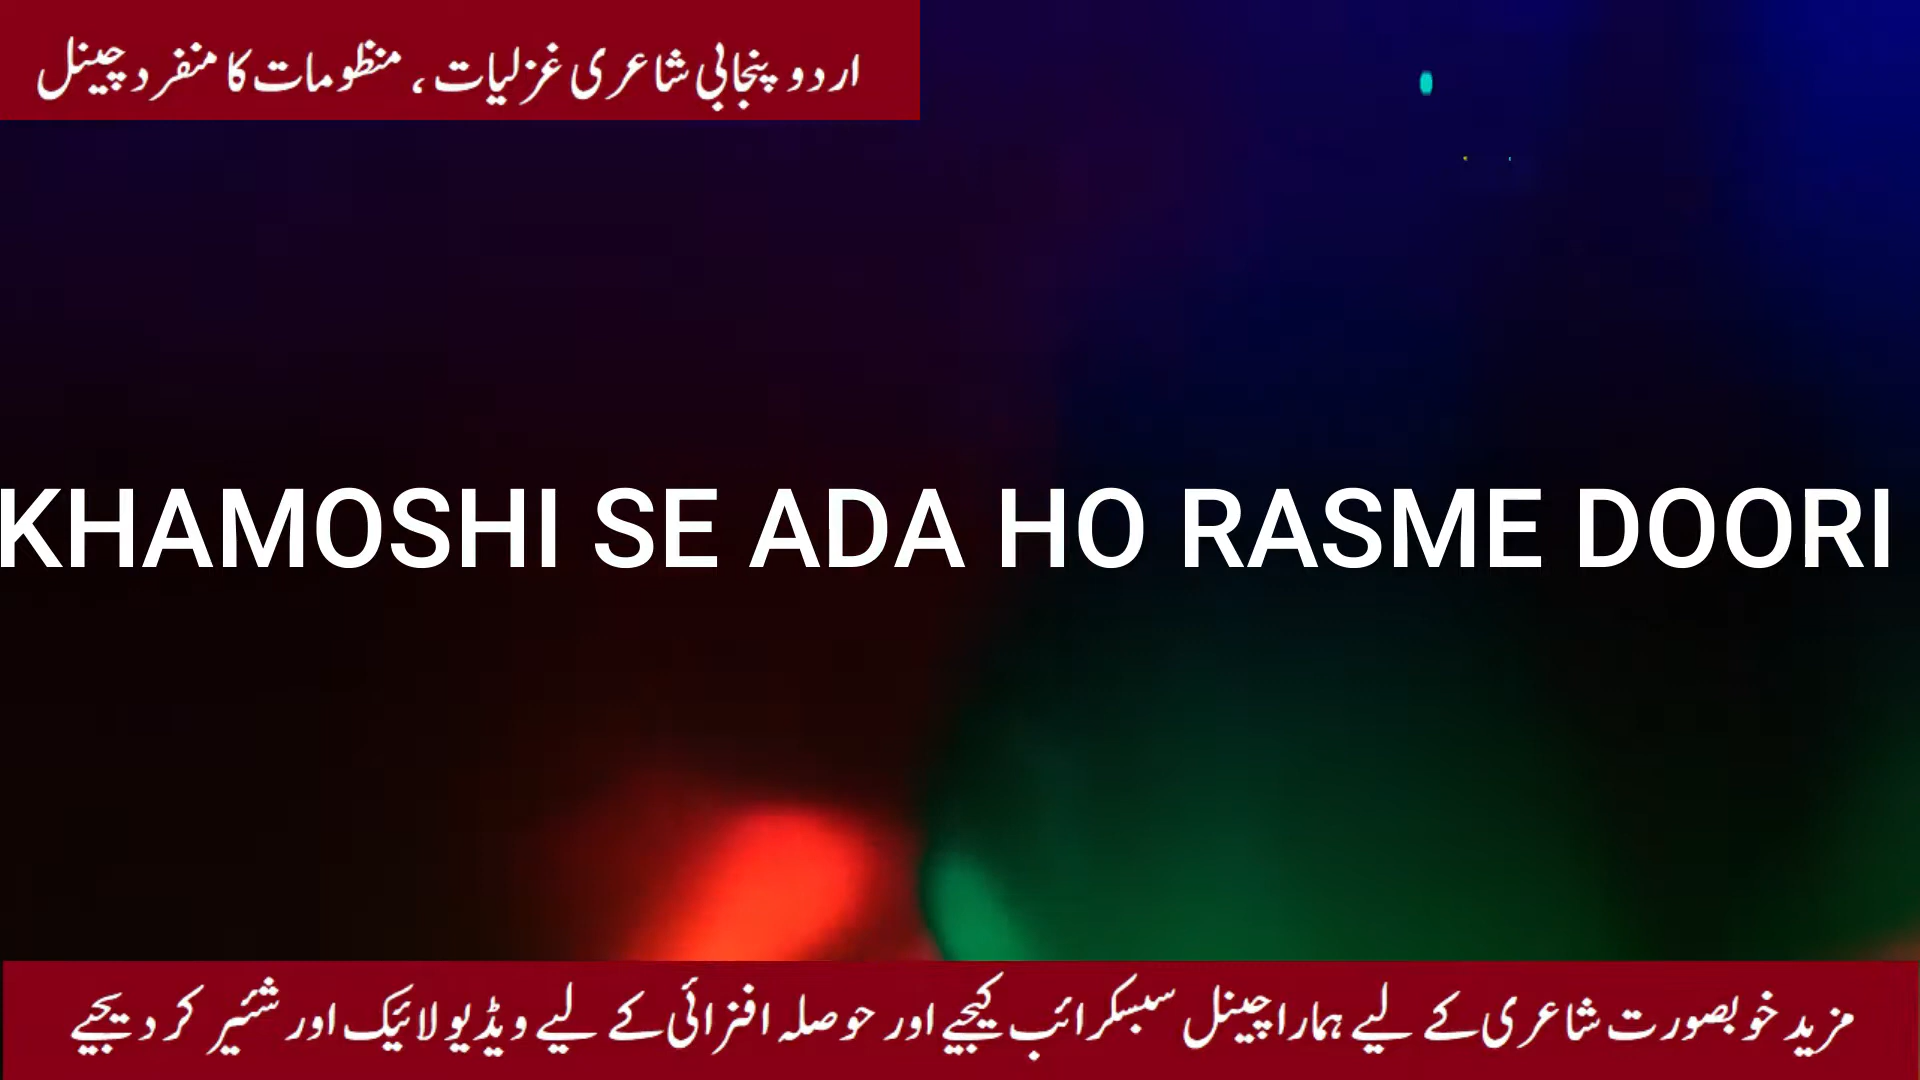 اردو پنجابی شاعری غزلیات ، منظومات کا منفرد چینل
KHAMOSHI SE ADA HO RASME DOORI
مزید خوبصورت شاعری کے لیے ہمارا چینل سبسکرائب کیجیے اور حوصلہ افزائی کے لیے ویڈیو لائیک اور شئیر کر دیجیے